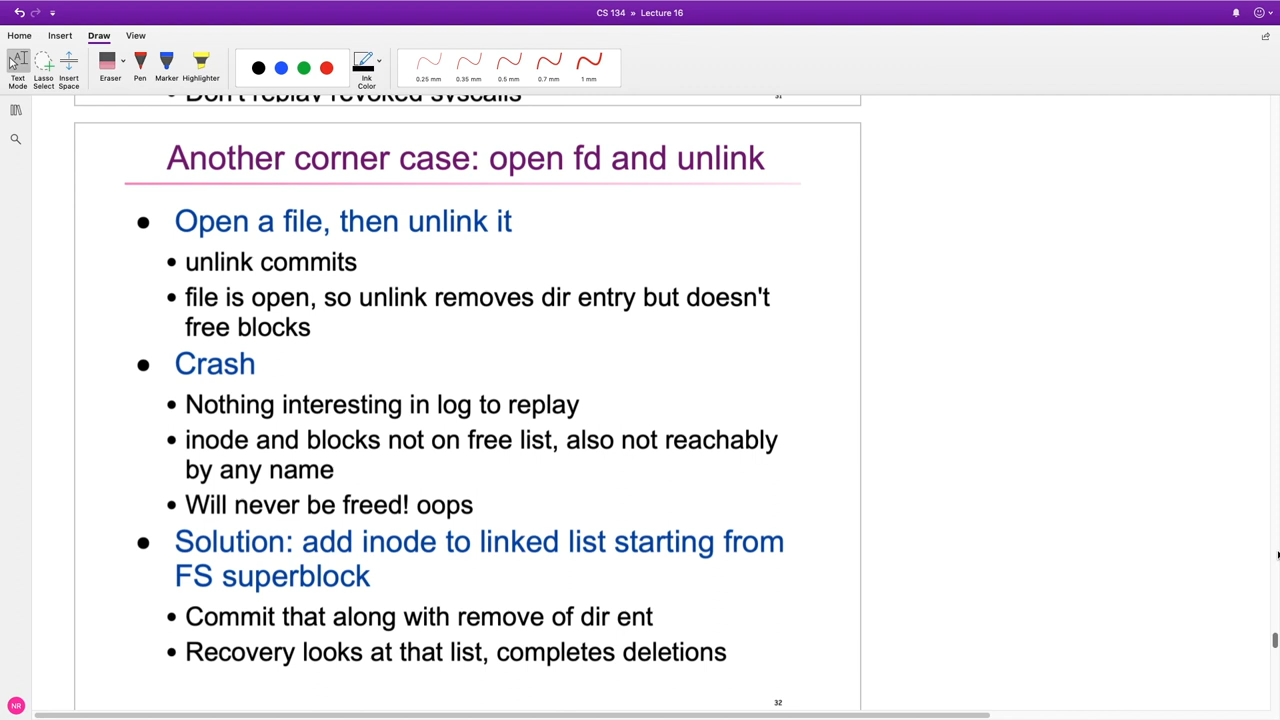 CS 134 » Lecture 16
Home Insert Draw View
Text Mode
Lasso Select
Insert Space
Eraser
Pen
Marker
Highlighter
Ink Color
0.25 mm
0.35 mm
0.5 mm
0.7 mm
1 mm
• Don't replay revoked syscalls
31
Another corner case: open fd and unlink
● Open a file, then unlink it
• unlink commits
• file is open, so unlink removes dir entry but doesn't
free blocks
● Crash
• Nothing interesting in log to replay
• inode and blocks not on free list, also not reachably
by any name
• Will never be freed! oops
● Solution: add inode to linked list starting from
FS superblock
• Commit that along with remove of dir ent
• Recovery looks at that list, completes deletions
32
NR